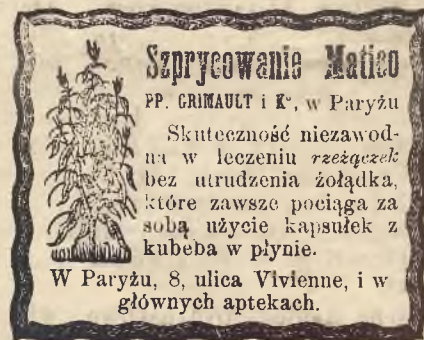 Szprycowanie Matico
PP. GRIMAULT i Kº, w Paryżu
Skuteczność niezawod-
na w leczeniu rzeżączek
bez utrudzenia żołądka,
które zawsze pociąga za
sobą użycie kapsułek z
kubeba w płynie.
W Paryżu, 8, ulica Vivienne, i w
głównych aptekach.